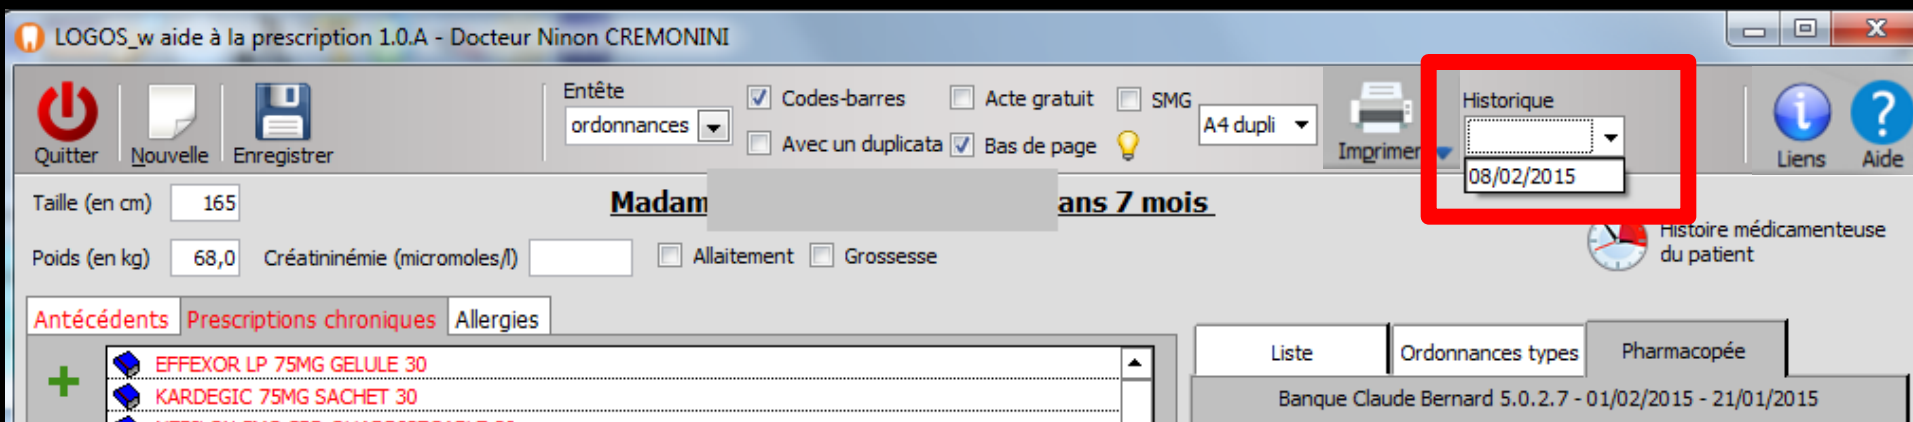 LOGOS_w aide à la prescription 1.0.A - Docteur Ninon CREMONINI
Quitter
Nouvelle
Enregistrer
Entête
ordonnances
Codes-barres
Acte gratuit
SMG
Avec un duplicata
Bas de page
A4 dupli
Imprimer
Historique
08/02/2015
Liens
Aide
Taille (en cm) 165
Madam
ans 7 mois
Histoire médicamenteuse
du patient
Poids (en kg) 68,0
Créatininémie (micromoles/l)
Allaitement
Grossesse
Antécédents
Prescriptions chroniques
Allergies
EFFEXOR LP 75MG GELULE 30
KARDEGIC 75MG SACHET 30
Liste
Ordonnances types
Pharmacopée
Banque Claude Bernard 5.0.2.7 - 01/02/2015 - 21/01/2015